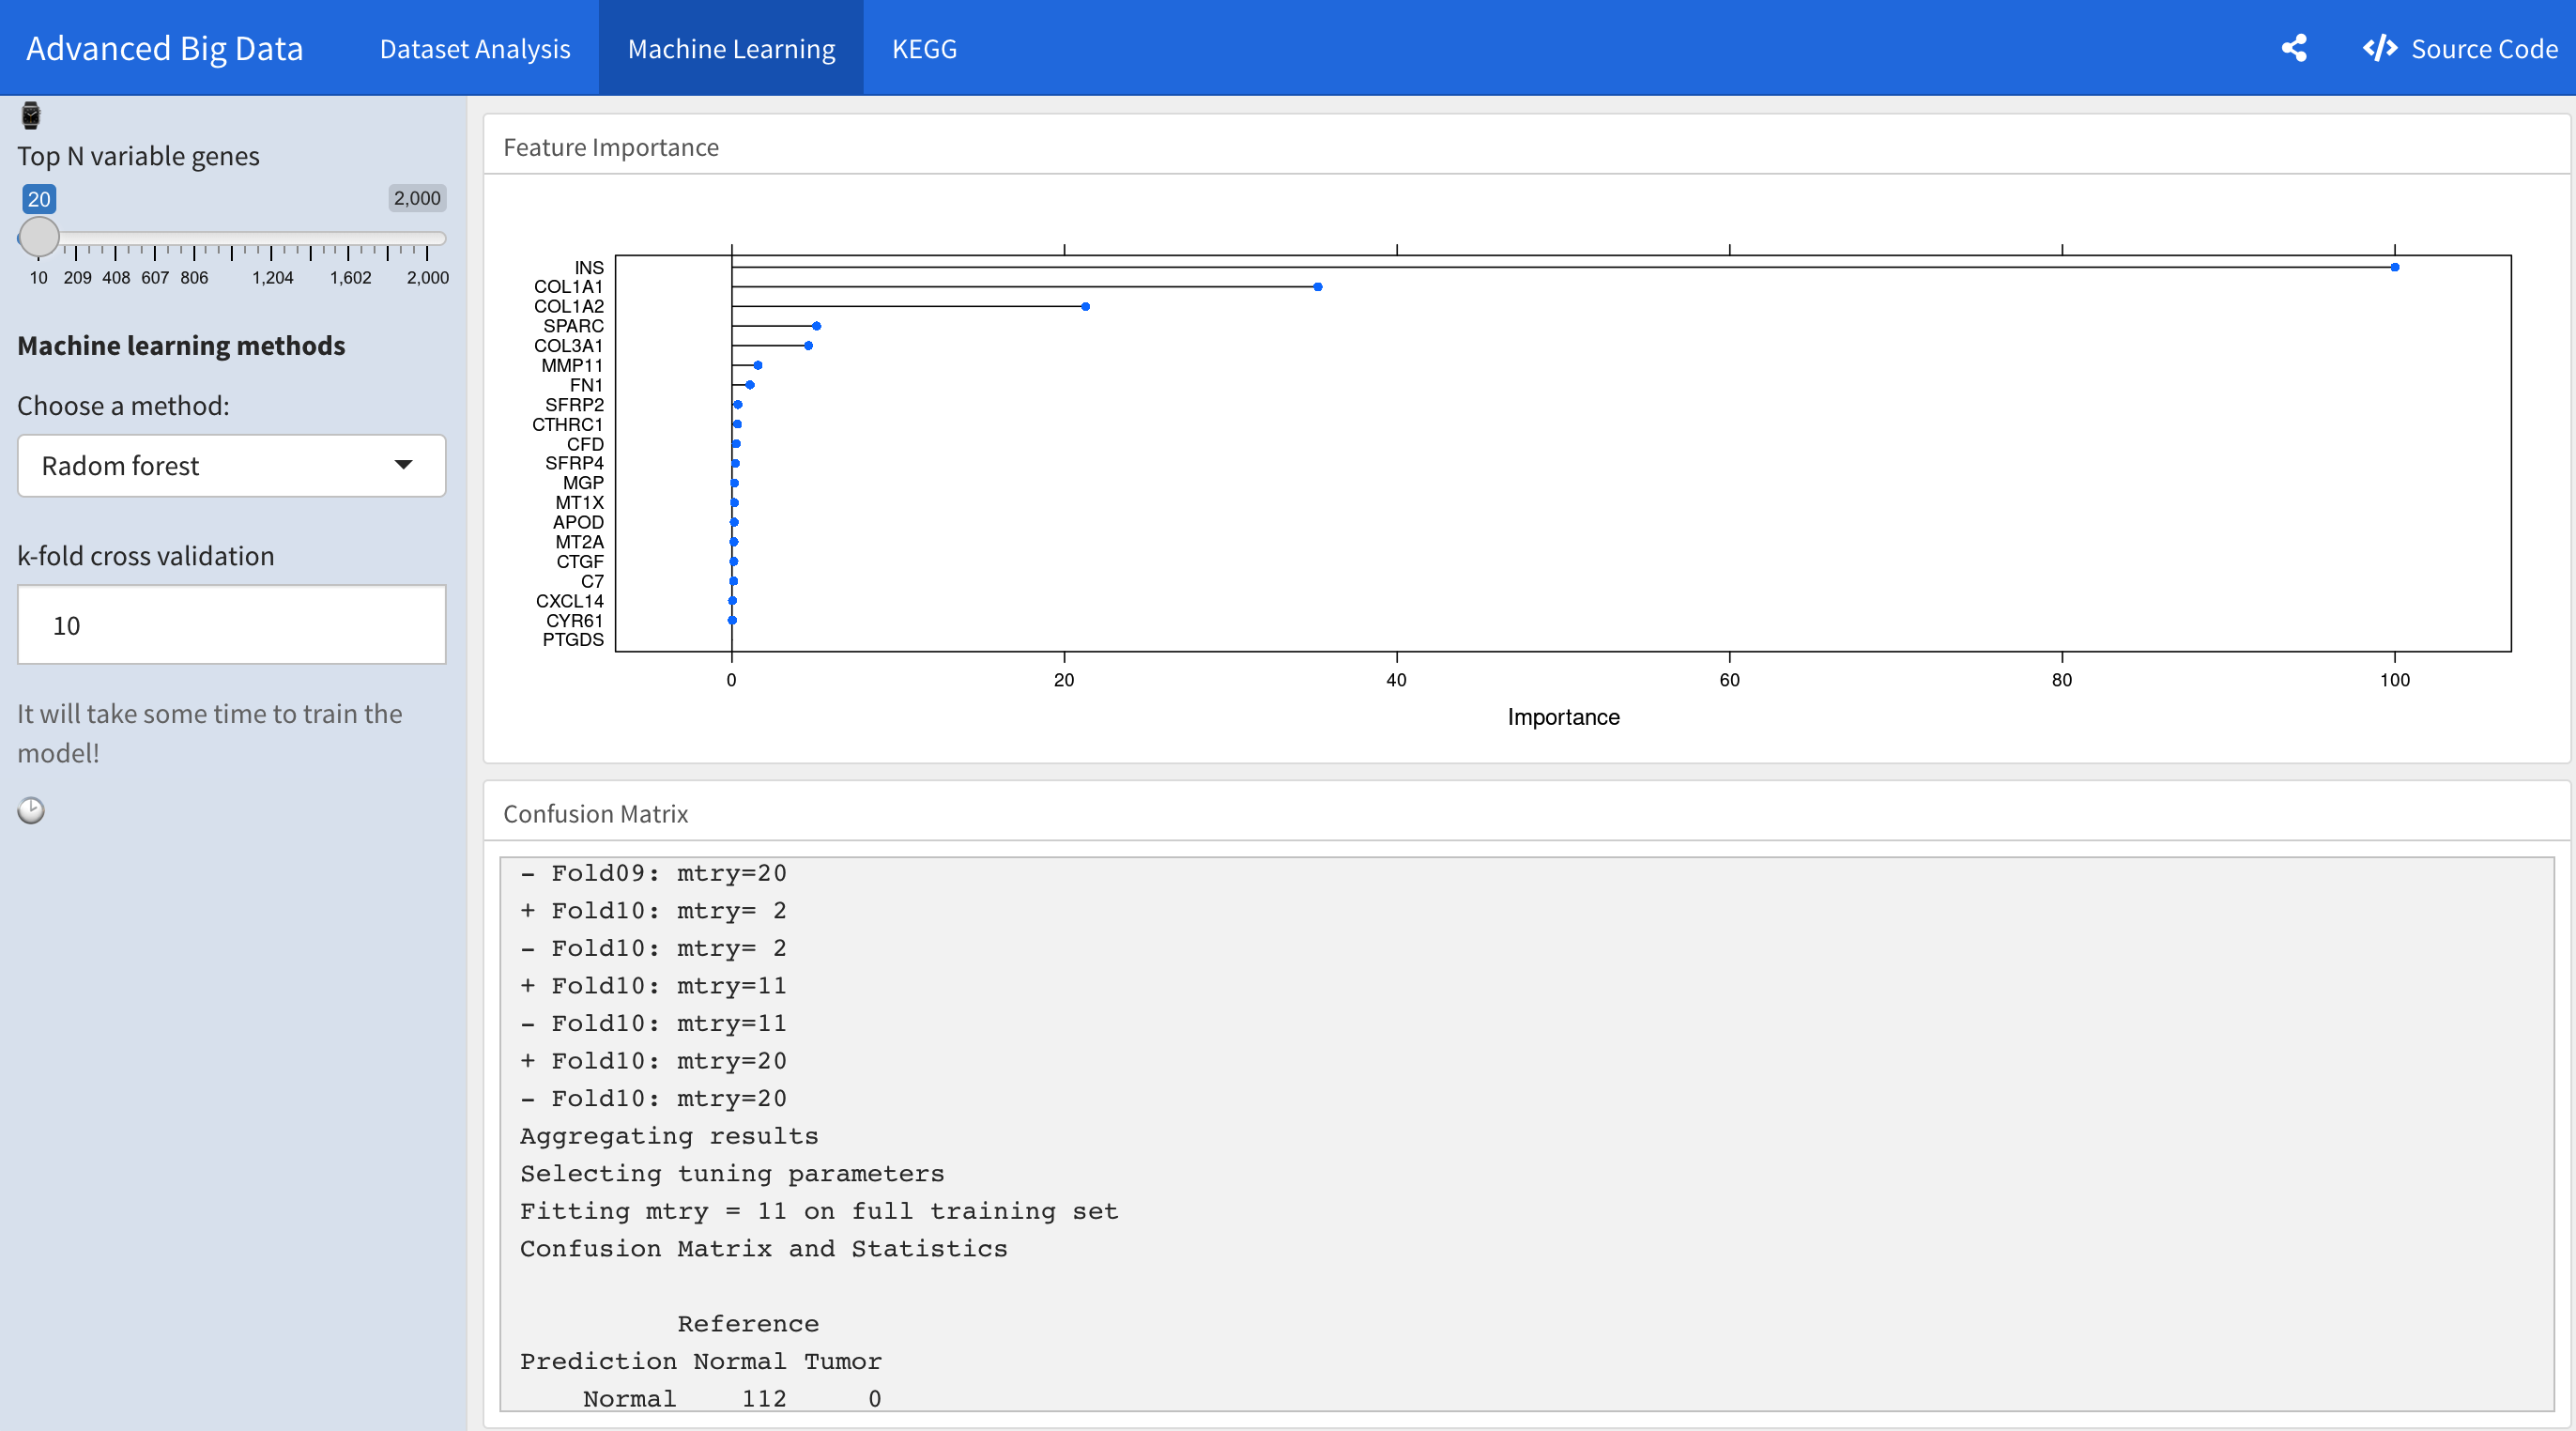 Advanced Big Data Dataset Analysis Machine Learning KEGG Source Code
Top N variable genes
20 2,000
10 209 408 607 806 1,204 1,602 2,000
Machine learning methods
Choose a method:
Radom forest
k-fold cross validation
10
It will take some time to train the
model!
Feature Importance
INS
COL1A1
COL1A2
SPARC
COL3A1
MMP11
FN1
SFRP2
CTHRC1
CFD
SFRP4
MGP
MT1X
APOD
MT2A
CTGF
C7
CXCL14
CYR61
PTGDS
0 20 40 60 80 100
Importance
Confusion Matrix
- Fold09: mtry=20
+ Fold10: mtry= 2
- Fold10: mtry= 2
+ Fold10: mtry=11
- Fold10: mtry=11
+ Fold10: mtry=20
- Fold10: mtry=20
Aggregating results
Selecting tuning parameters
Fitting mtry = 11 on full training set
Confusion Matrix and Statistics
Reference
Prediction Normal Tumor
Normal 112 0